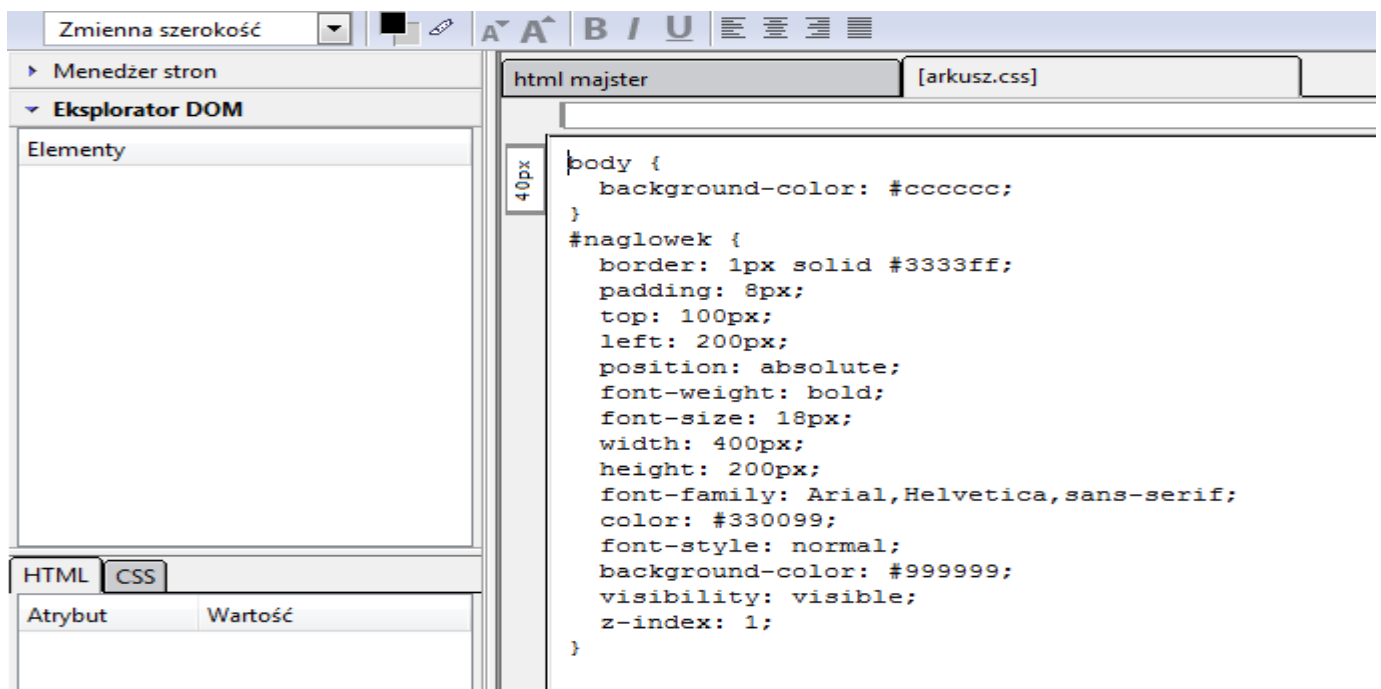 Zmienna szerokość
A A B I U
Menedżer stron
Eksplorator DOM
Elementy
HTML CSS
Atrybut Wartość
html majster [arkusz.css]
40px
body {
  background-color: #cccccc;
}
#naglowek {
  border: 1px solid #3333ff;
  padding: 8px;
  top: 100px;
  left: 200px;
  position: absolute;
  font-weight: bold;
  font-size: 18px;
  width: 400px;
  height: 200px;
  font-family: Arial,Helvetica,sans-serif;
  color: #330099;
  font-style: normal;
  background-color: #999999;
  visibility: visible;
  z-index: 1;
}